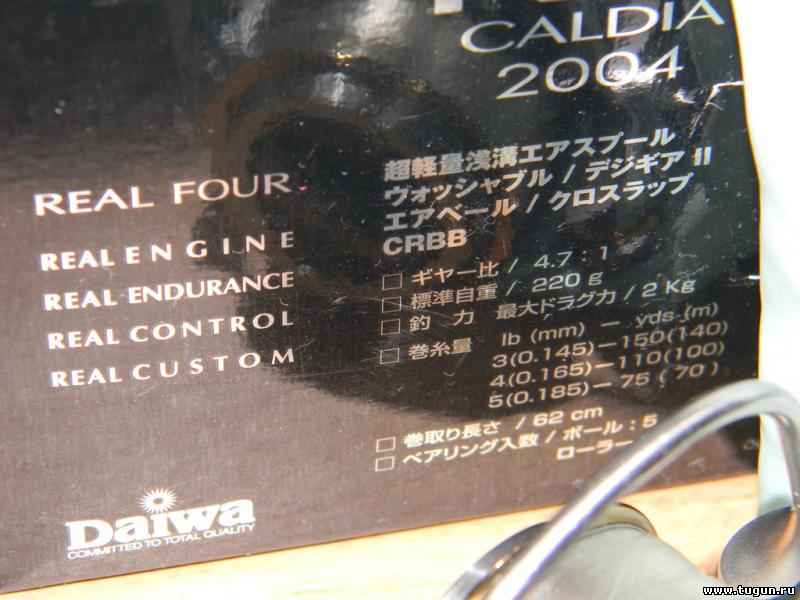 CALDIA
2004
REAL FOUR
REAL ENGINE
REAL ENDURANCE
REAL CONTROL
REAL CUSTOM
超軽量浅溝エアスプール
ウォッシャブル / デジギア II
エアベール / クロスラップ
CRBB
□ ギヤー比 / 4.7 : 1
□ 標準自重 / 220 g
□ 釣 力 最大ドラグ力 / 2 Kg
□ 巻糸量 lb (mm) — yds (m)
3(0.145)—150(140)
4(0.165)—110(100)
5(0.185)— 75 ( 70 )
□ 巻取り長さ / 62 cm
□ ベアリング入数 / ボール : 5
ローラー
Daiwa
COMMITTED TO TOTAL QUALITY
www.tugun.ru